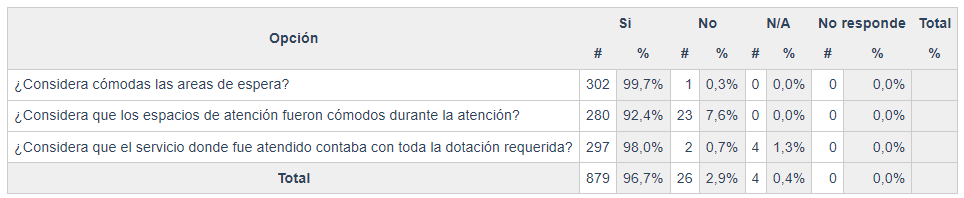 Opción Si No N/A No responde Total
# % # % # % # % %
¿Considera cómodas las areas de espera? 302 99,7% 1 0,3% 0 0,0% 0 0,0%
¿Considera que los espacios de atención fueron cómodos durante la atención? 280 92,4% 23 7,6% 0 0,0% 0 0,0%
¿Considera que el servicio donde fue atendido contaba con toda la dotación requerida? 297 98,0% 2 0,7% 4 1,3% 0 0,0%
Total 879 96,7% 26 2,9% 4 0,4% 0 0,0%